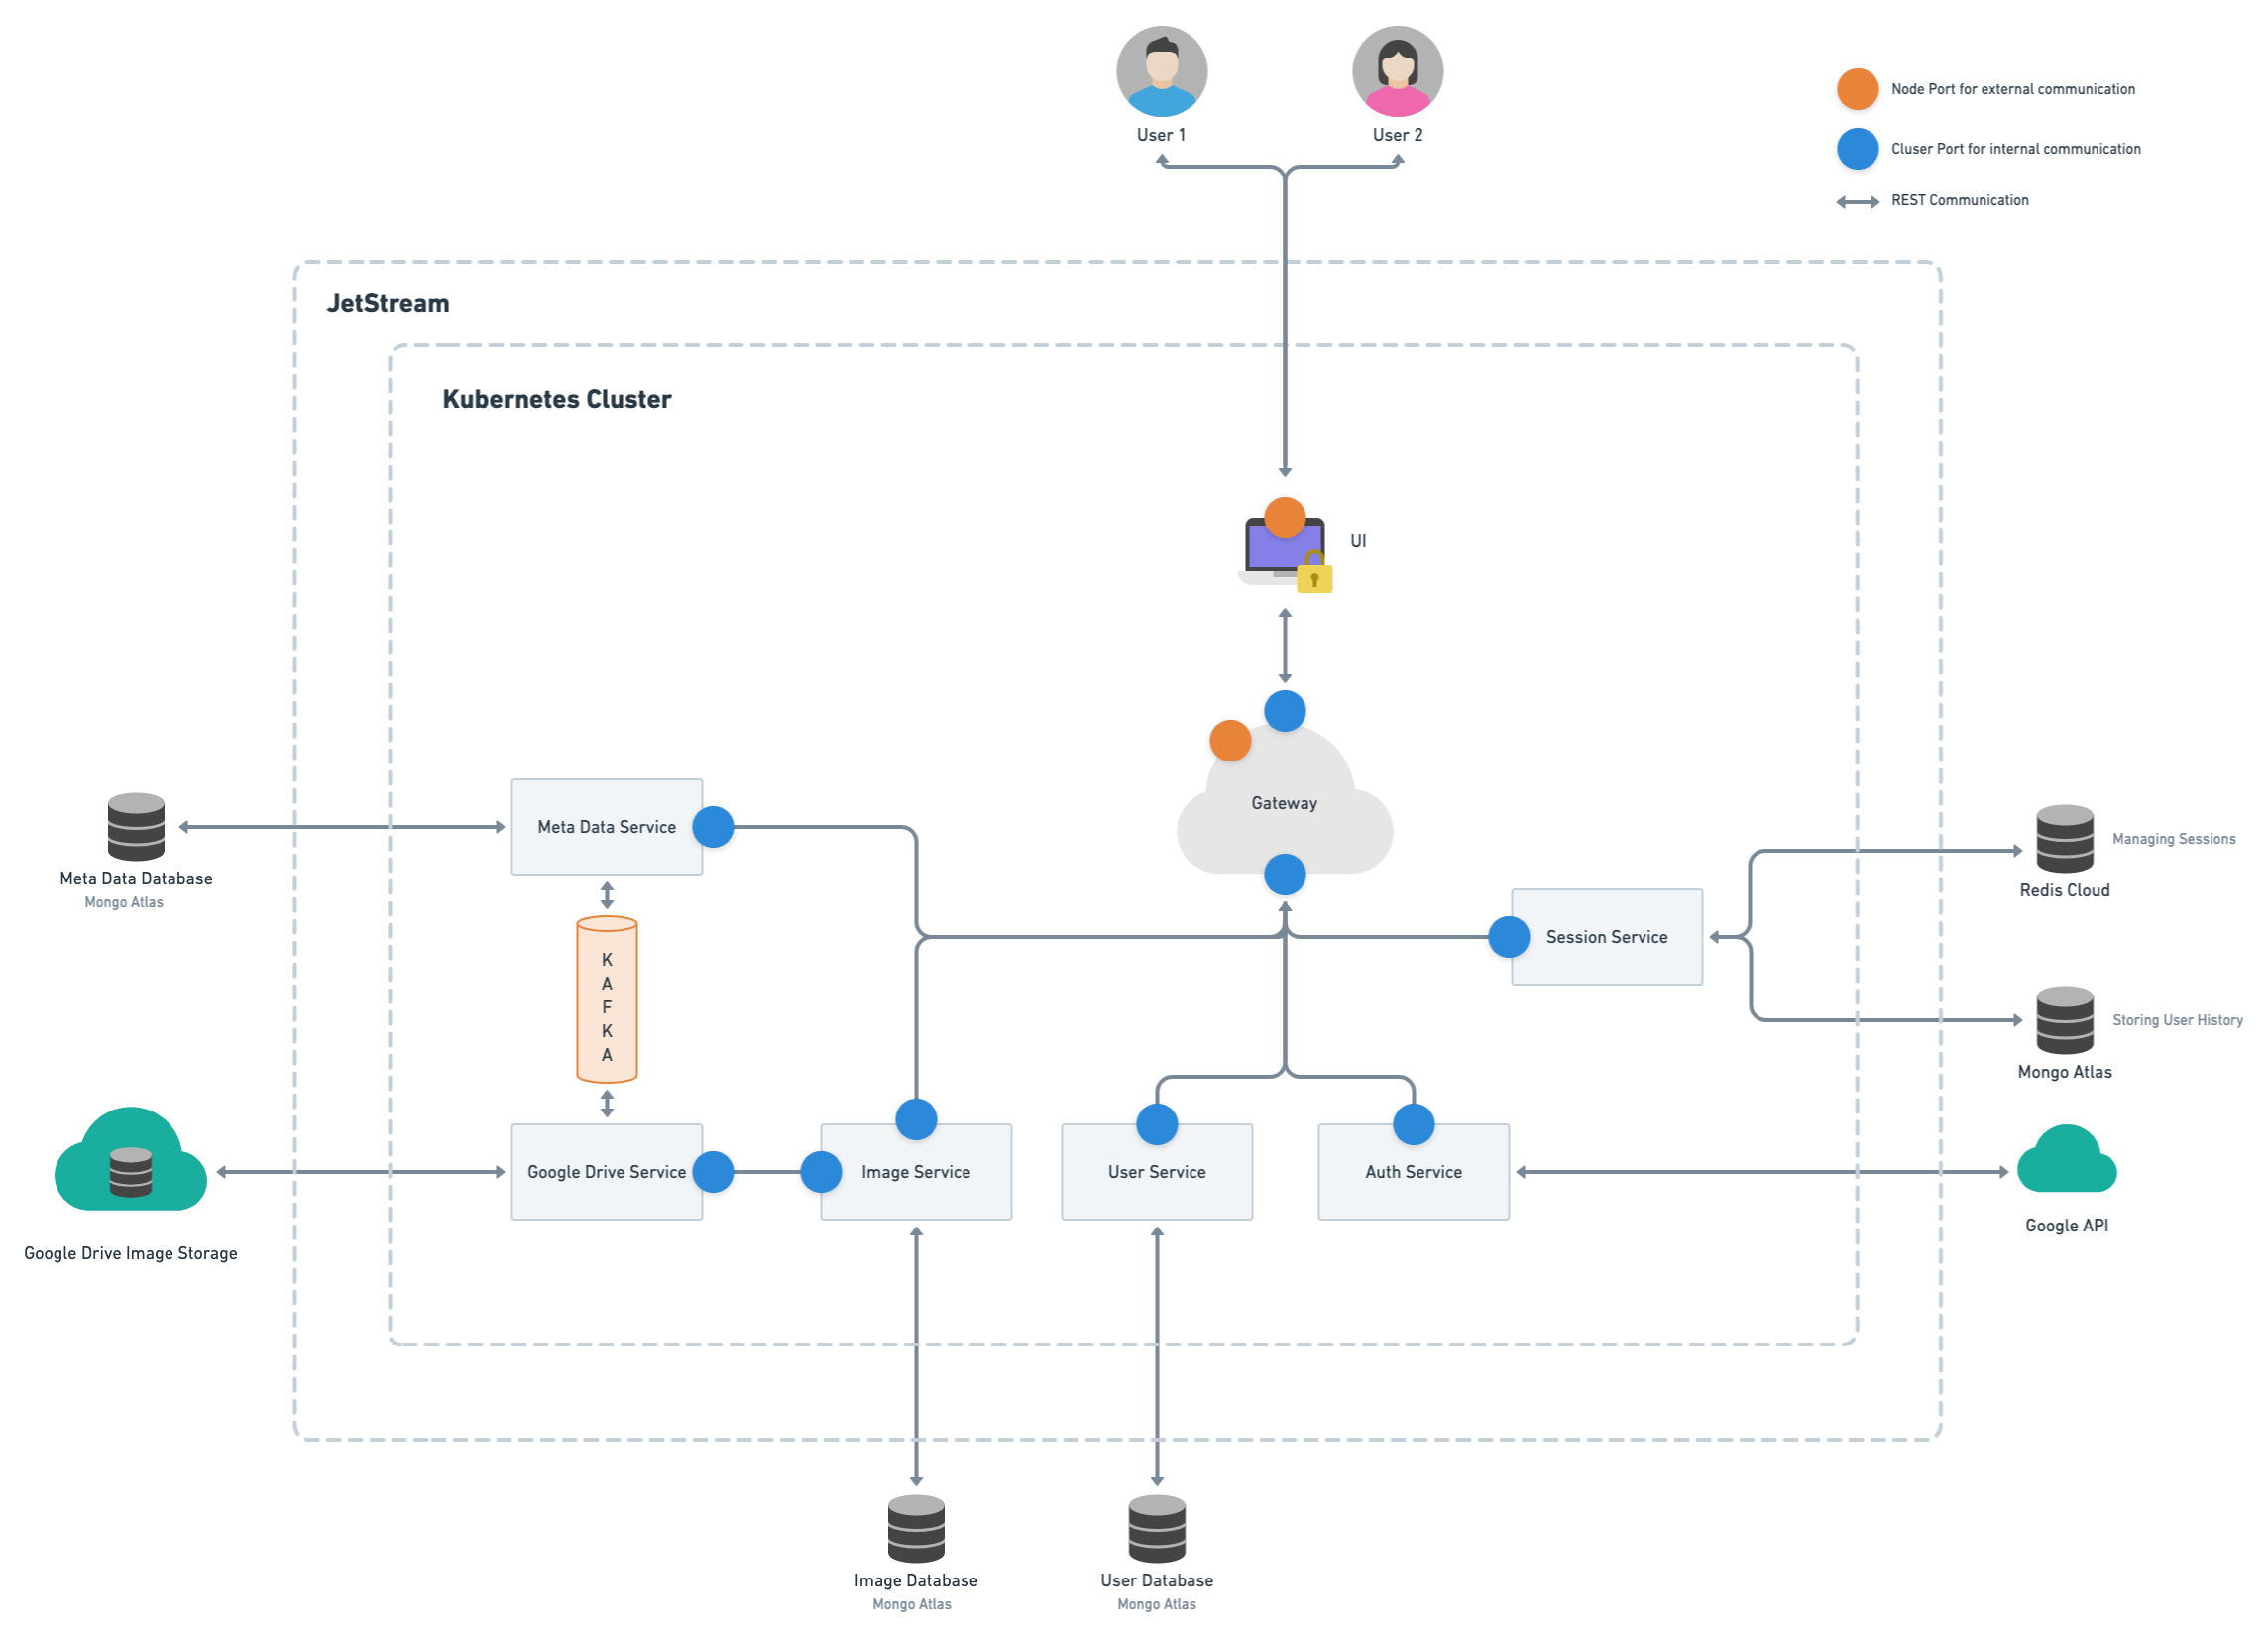 User 1
User 2
Node Port for external communication
Cluser Port for internal communication
REST Communication
JetStream
Kubernetes Cluster
UI
Gateway
Meta Data Service
Meta Data Database
Mongo Atlas
K
A
F
K
A
Session Service
Managing Sessions
Redis Cloud
Storing User History
Mongo Atlas
Google Drive Service
Image Service
User Service
Auth Service
Google Drive Image Storage
Google API
Image Database
Mongo Atlas
User Database
Mongo Atlas